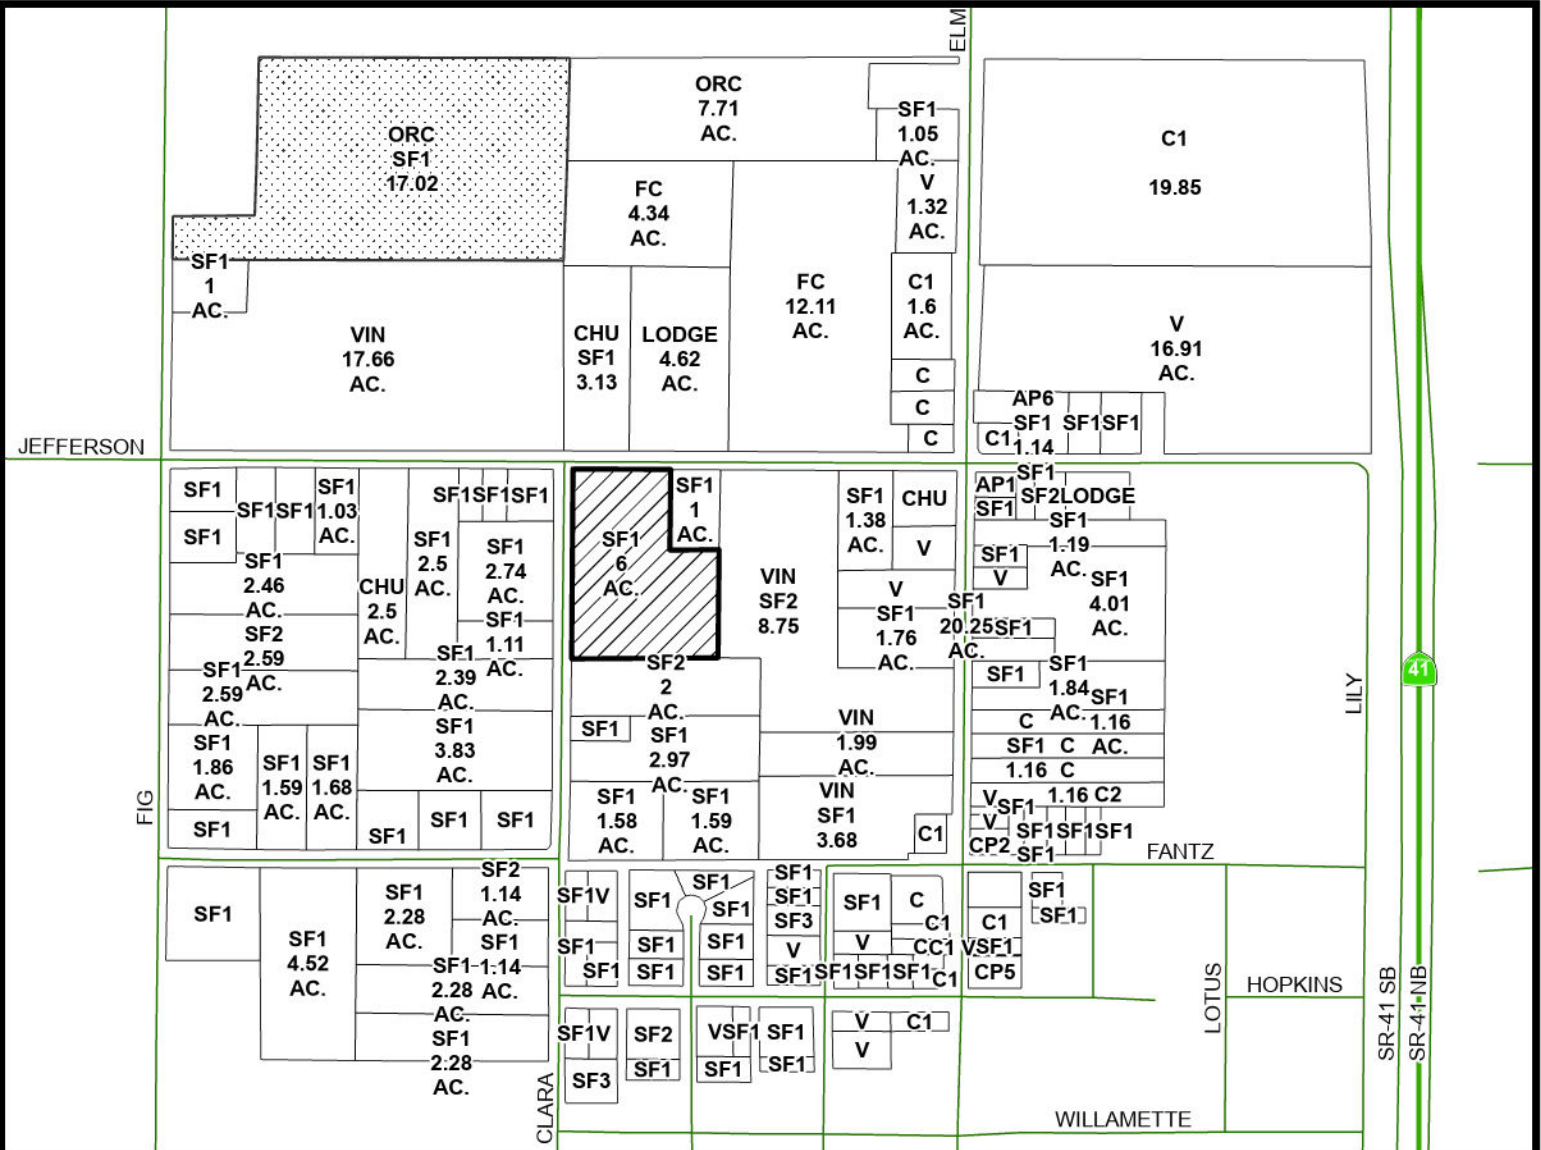 ELM
ORC
7.71
AC.
ORC
SF1
17.02
SF1
1.05
AC.
C1
19.85
FC
4.34
AC.
V
1.32
AC.
SF1
1
AC.
FC
12.11
AC.
C1
1.6
AC.
VIN
17.66
AC.
CHU
SF1
3.13
LODGE
4.62
AC.
V
16.91
AC.
C
C
C
AP6
SF1
1.14
C1
SF1
SF1
JEFFERSON
SF1
SF1
SF1
SF1
SF1
1.03
AC.
CHU
2.5
AC.
SF1
2.5
AC.
SF1
SF1
SF1
SF1
2.74
AC.
SF1
1.11
AC.
SF1
2.46
AC.
SF2
2.59
AC.
SF1
2.59
AC.
SF1
2.39
AC.
SF1
3.83
AC.
SF1
1.86
AC.
SF1
1.59
AC.
SF1
1.68
AC.
SF1
SF1
SF1
SF1
SF1
6
AC.
SF1
1
AC.
VIN
SF2
8.75
SF1
1.38
AC.
CHU
V
V
SF1
1.76
AC.
SF1
20.25
AC.
SF2
2
AC.
SF1
SF1
2.97
AC.
VIN
1.99
AC.
SF1
1.58
AC.
SF1
1.59
AC.
VIN
SF1
3.68
C1
SF1
AP1
SF2
LODGE
SF1
SF1
1.19
AC.
SF1
V
SF1
4.01
AC.
SF1
SF1
SF1
1.84
AC.
SF1
1.16
AC.
C
SF1
C
1.16
C
1.16
C2
V
SF1
V
SF1
SF1
SF1
CP2
SF1
41
LILY
FIG
FANTZ
SF1
SF1
4.52
AC.
SF1
2.28
AC.
SF2
1.14
AC.
SF1
1.14
AC.
SF1
2.28
AC.
SF1
2.28
AC.
SF1
V
SF1
SF1
SF1
SF1
SF1
SF1
SF1
SF1
SF1
SF1
SF1
SF3
V
SF1
SF1
C
C1
V
C
C1
SF1
SF1
SF1
C1
C1
V
SF1
CP5
SF1
SF1
HOPKINS
LOTUS
SR-41 SB
SR-41 NB
SF1
V
SF3
SF2
SF1
V
SF1
SF1
SF1
SF1
V
C1
V
CLARA
WILLAMETTE